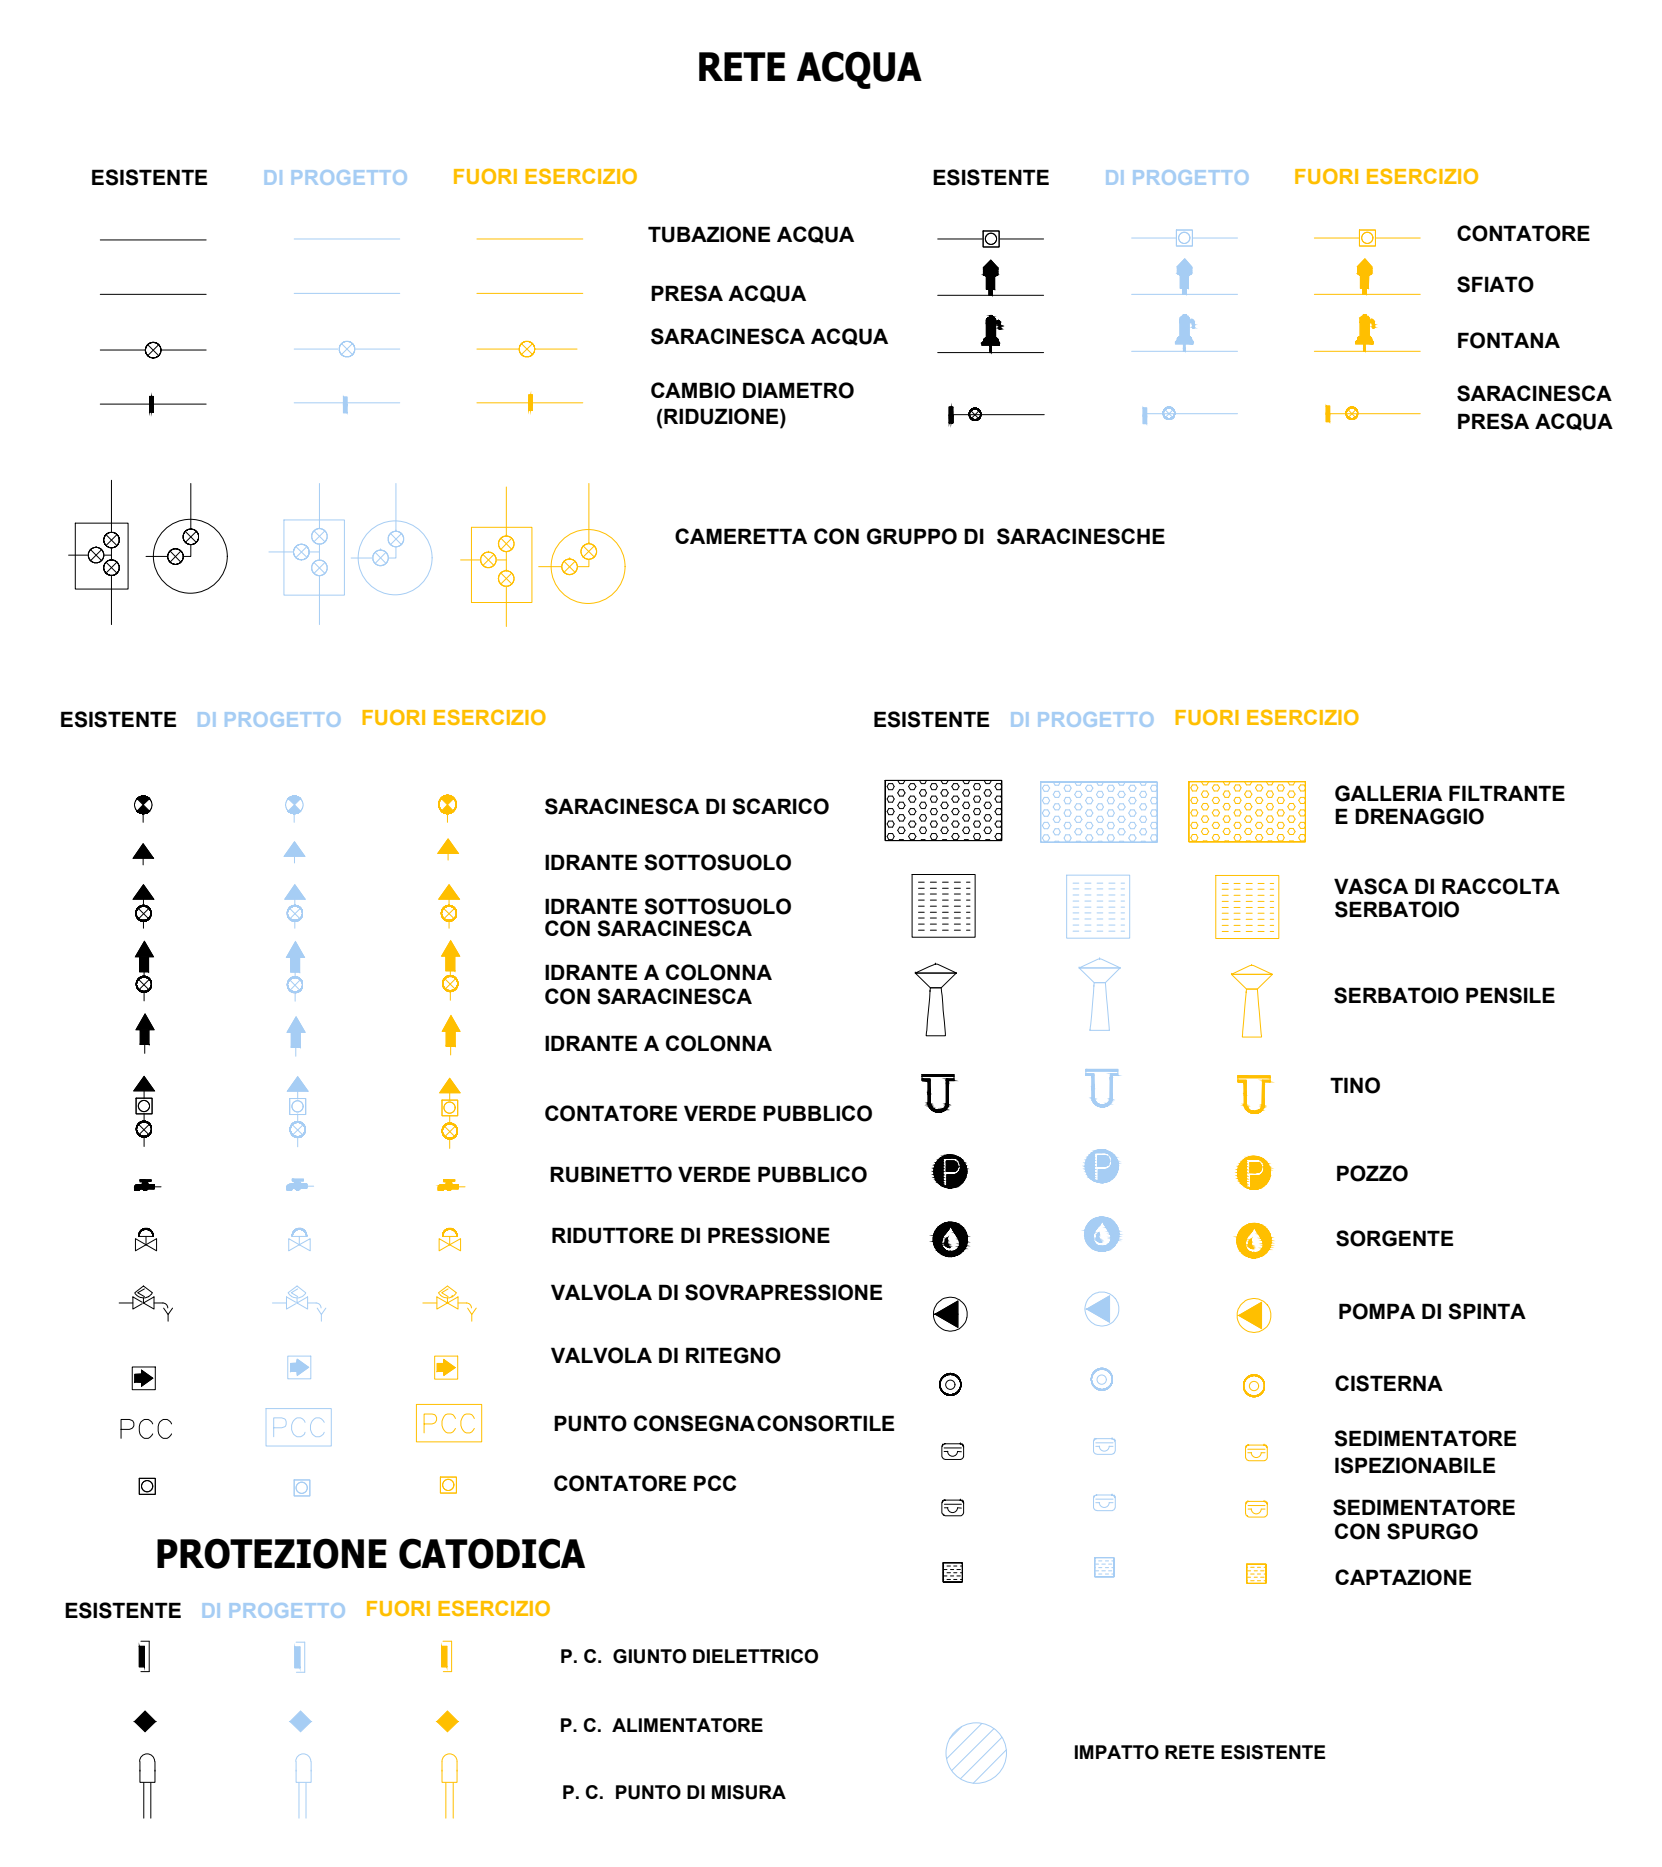 RETE ACQUA
ESISTENTE DI PROGETTO FUORI ESERCIZIO
TUBAZIONE ACQUA
PRESA ACQUA
SARACINESCA ACQUA
CAMBIO DIAMETRO
(RIDUZIONE)
ESISTENTE DI PROGETTO FUORI ESERCIZIO
CONTATORE
SFIATO
FONTANA
SARACINESCA
PRESA ACQUA
CAMERETTA CON GRUPPO DI SARACINESCHE
ESISTENTE DI PROGETTO FUORI ESERCIZIO
SARACINESCA DI SCARICO
IDRANTE SOTTOSUOLO
IDRANTE SOTTOSUOLO
CON SARACINESCA
IDRANTE A COLONNA
CON SARACINESCA
IDRANTE A COLONNA
CONTATORE VERDE PUBBLICO
RUBINETTO VERDE PUBBLICO
RIDUTTORE DI PRESSIONE
VALVOLA DI SOVRAPRESSIONE
VALVOLA DI RITEGNO
PCC PCC PCC PUNTO CONSEGNACONSORTILE
CONTATORE PCC
ESISTENTE DI PROGETTO FUORI ESERCIZIO
GALLERIA FILTRANTE
E DRENAGGIO
VASCA DI RACCOLTA
SERBATOIO
SERBATOIO PENSILE
TINO
P P P POZZO
SORGENTE
POMPA DI SPINTA
CISTERNA
SEDIMENTATORE
ISPEZIONABILE
SEDIMENTATORE
CON SPURGO
CAPTAZIONE
PROTEZIONE CATODICA
ESISTENTE DI PROGETTO FUORI ESERCIZIO
P. C. GIUNTO DIELETTRICO
P. C. ALIMENTATORE
P. C. PUNTO DI MISURA
IMPATTO RETE ESISTENTE